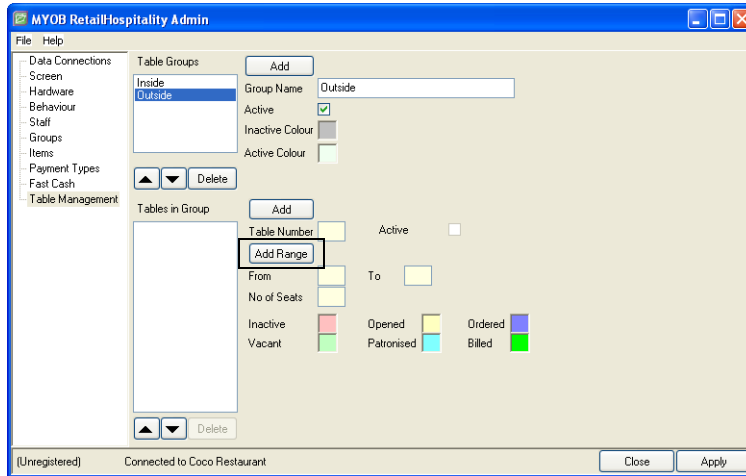 MYOB RetailHospitality Admin
File Help
Data Connections
Screen
Hardware
Behaviour
Staff
Groups
Items
Payment Types
Fast Cash
Table Management
Table Groups
Inside
Outside
Delete
Add
Group Name Outside
Active
Inactive Colour
Active Colour
Tables in Group
Delete
Add
Table Number Active
Add Range
From To
No of Seats
Inactive Opened Ordered
Vacant Patronised Billed
(Unregistered) Connected to Coco Restaurant Close Apply